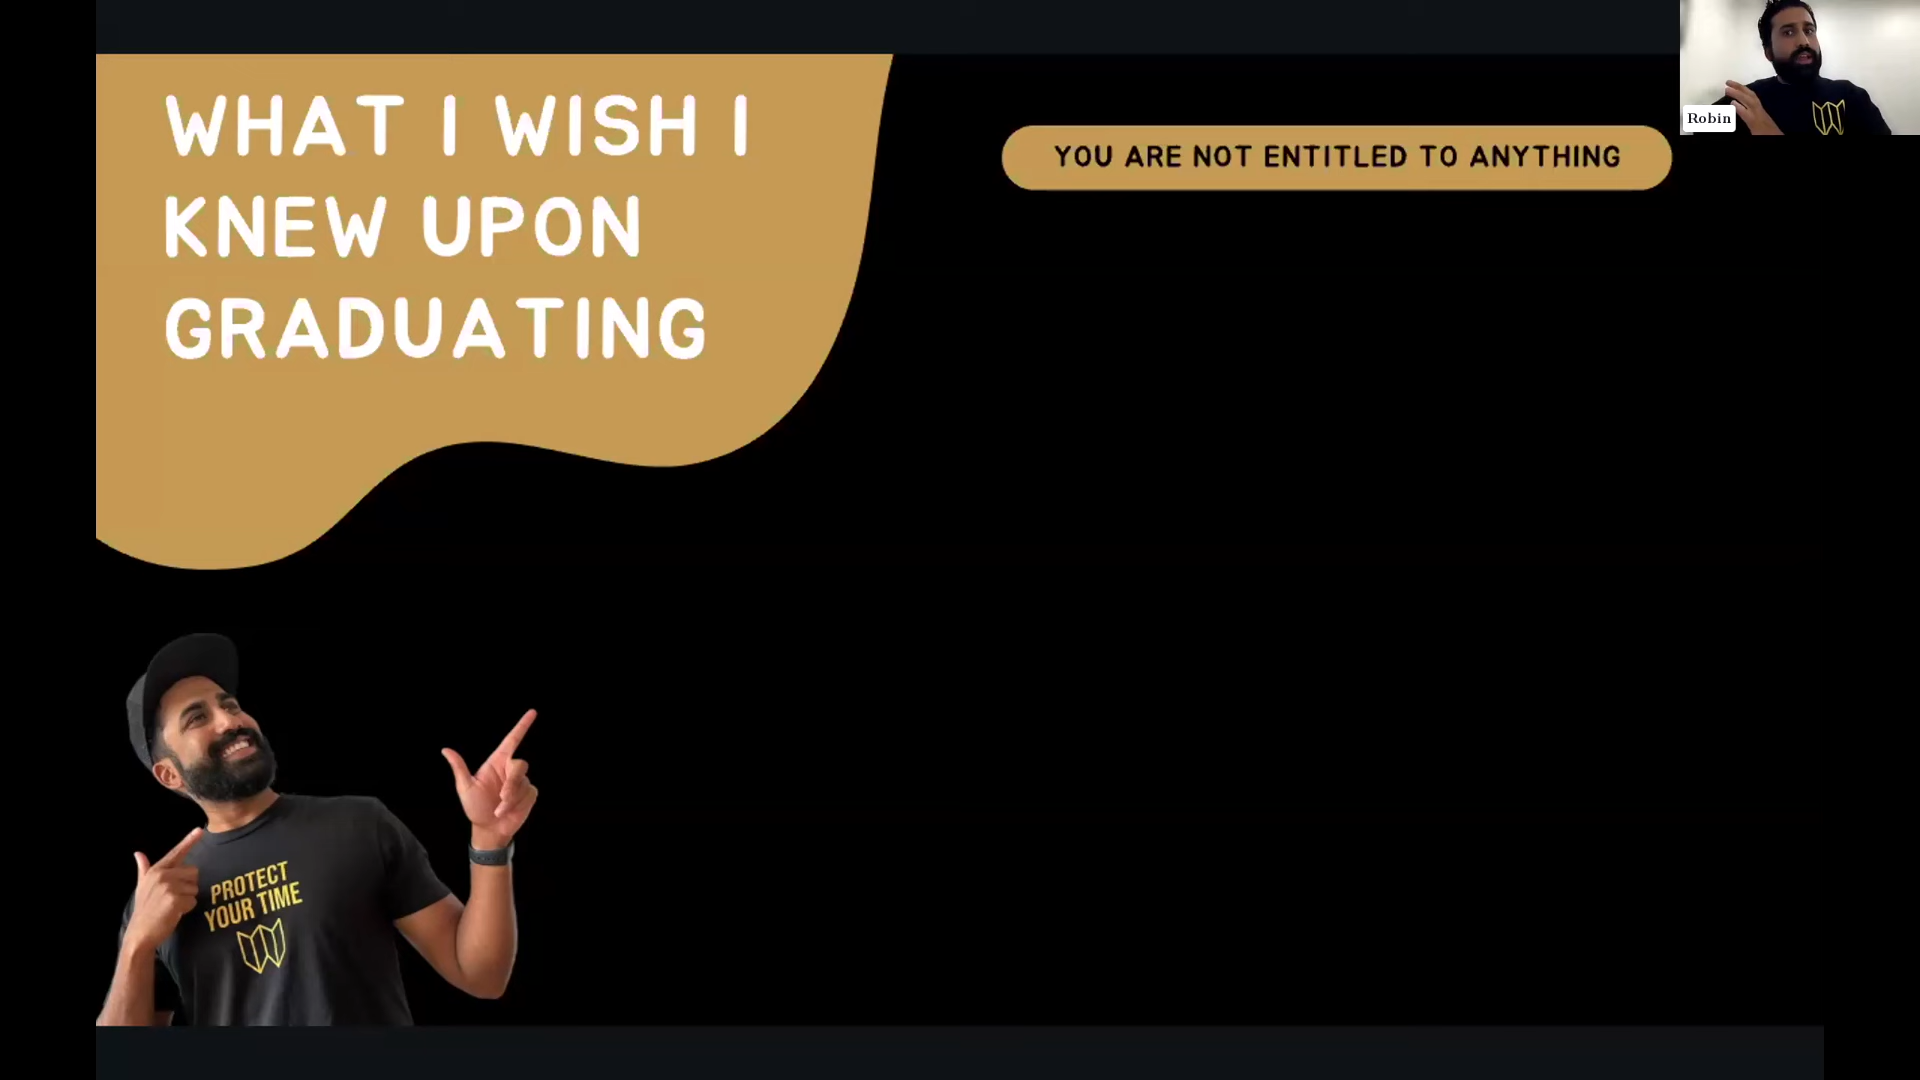 WHAT I WISH I
KNEW UPON
GRADUATING
YOU ARE NOT ENTITLED TO ANYTHING
Robin
PROTECT
YOUR TIME